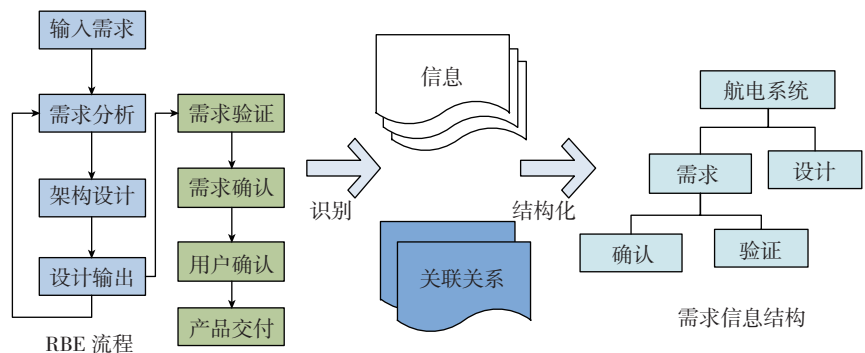 输入需求
需求分析
架构设计
设计输出
RBE 流程
需求验证
需求确认
用户确认
产品交付
识别
信息
关联关系
结构化
航电系统
需求
设计
确认
验证
需求信息结构